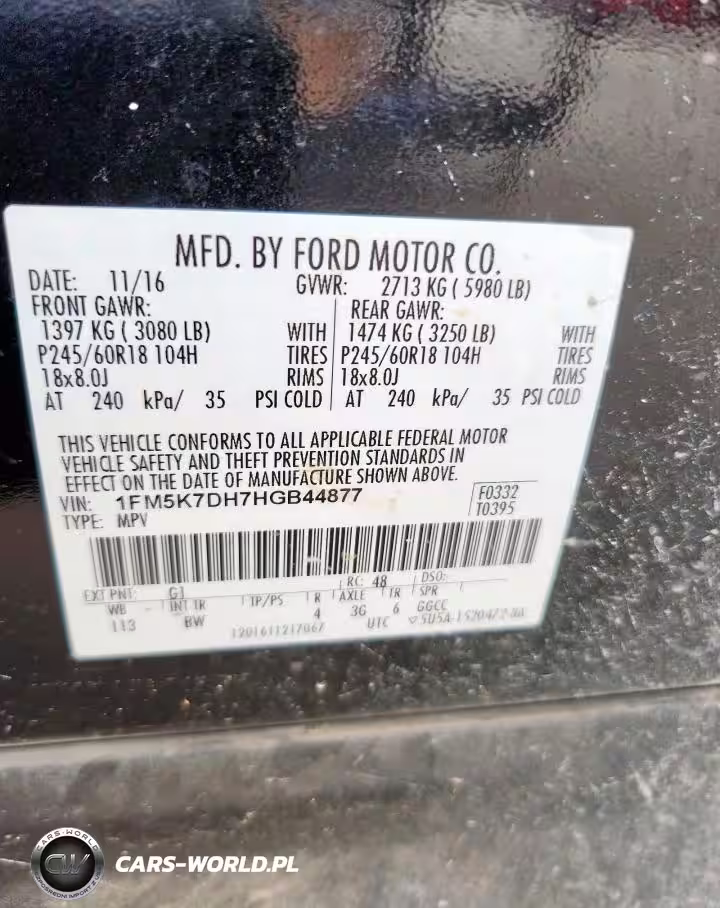 MFD. BY FORD MOTOR CO.
DATE: 11/16 GVWR: 2713 KG ( 5980 LB)
FRONT GAWR: REAR GAWR:
1397 KG ( 3080 LB) WITH 1474 KG ( 3250 LB) WITH
P245/60R18 104H TIRES P245/60R18 104H TIRES
18x8.0J RIMS 18x8.0J RIMS
AT 240 kPa/ 35 PSI COLD AT 240 kPa/ 35 PSI COLD
THIS VEHICLE CONFORMS TO ALL APPLICABLE FEDERAL MOTOR
VEHICLE SAFETY AND THEFT PREVENTION STANDARDS IN
EFFECT ON THE DATE OF MANUFACTURE SHOWN ABOVE.
VIN: 1FM5K7DH7HGB44877 F0332
TYPE: MPV T0395
EXT PNT: G1 RC: 48 DSO:
WB INT TR TP/PS R AXLE TR SPR
113 BW 4 3G 6 GGCC
1201611217067 UTC
CARS-WORLD
CW
CARS-WORLD.PL